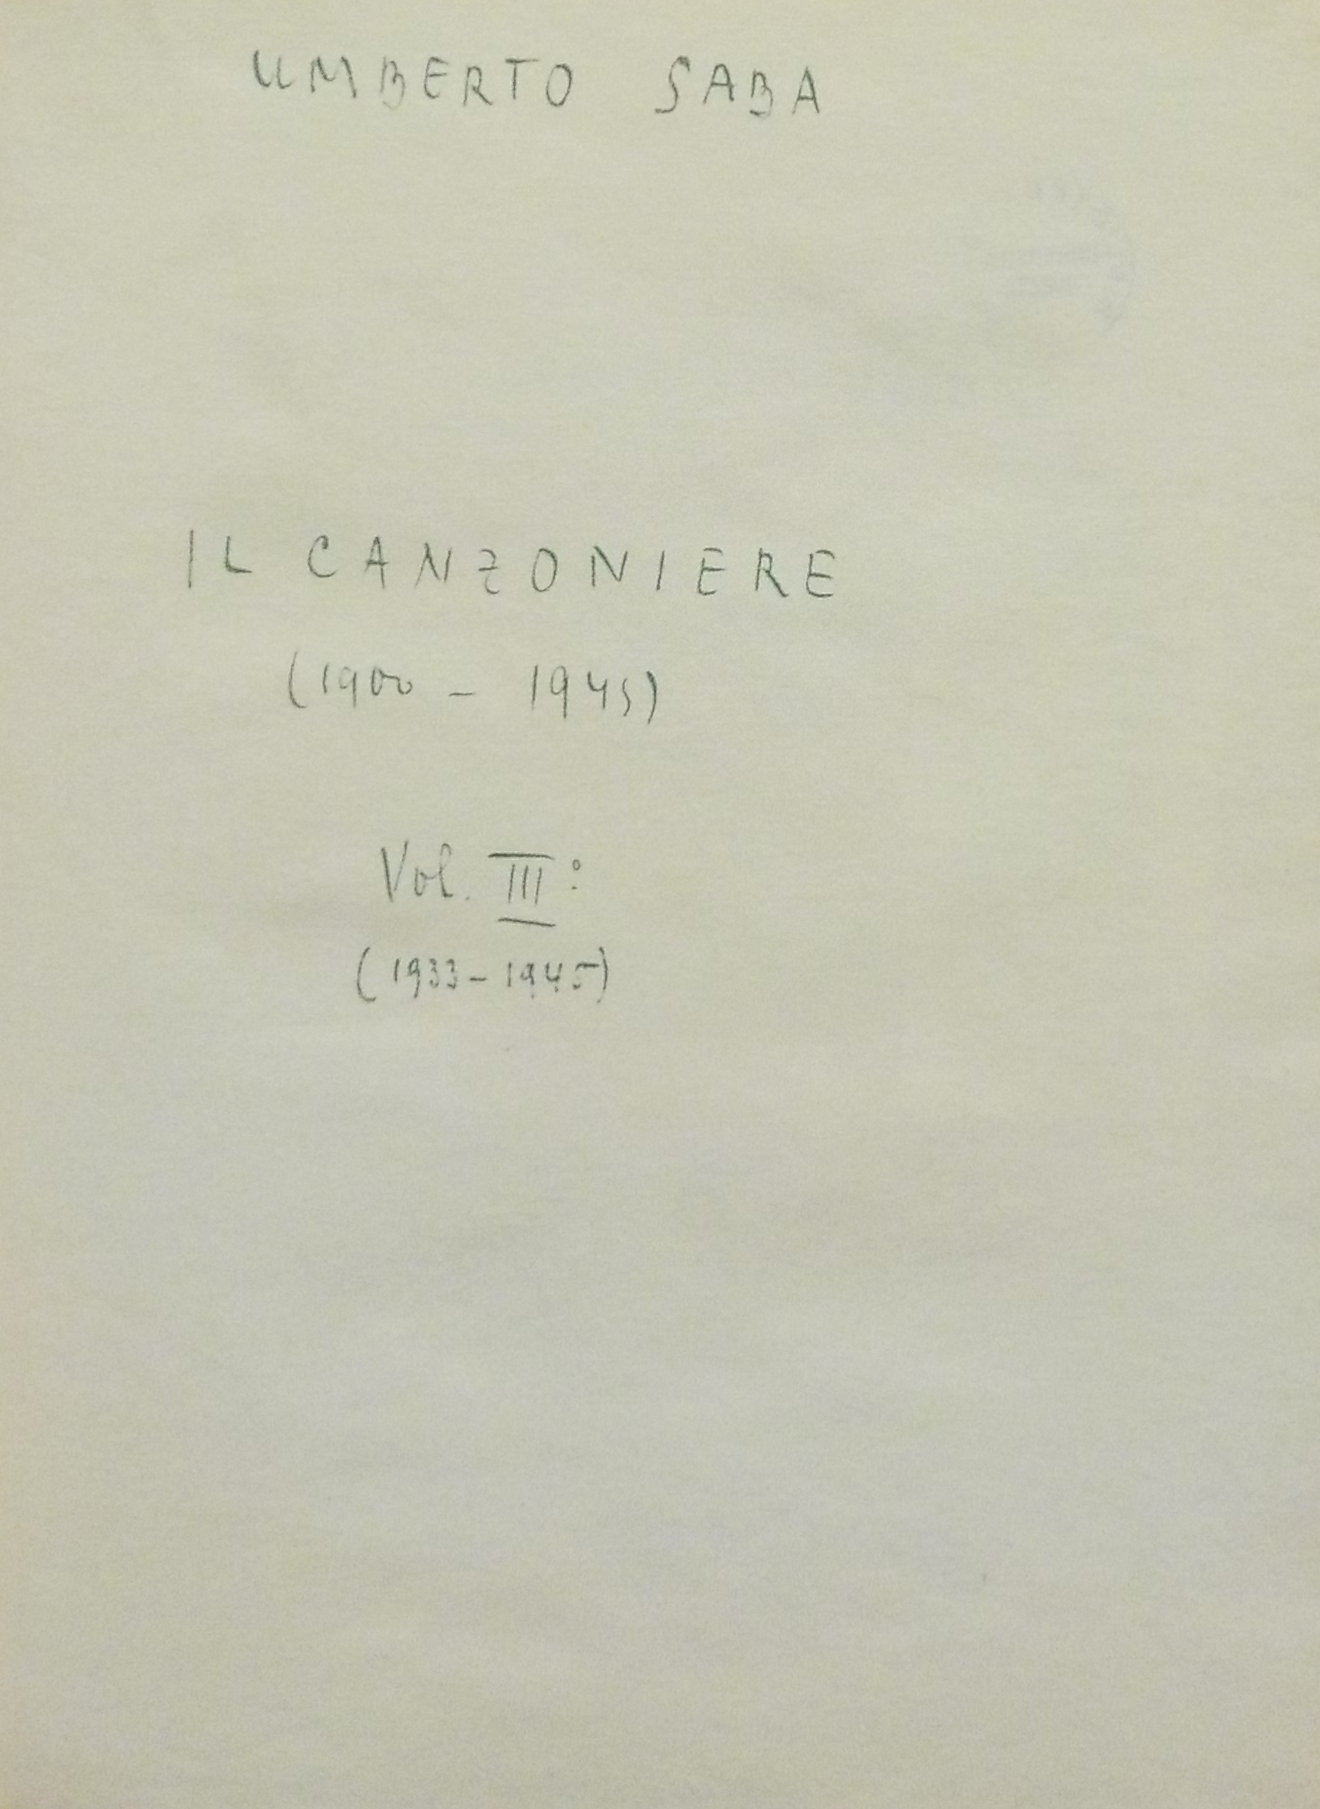 UMBERTO SABA
IL CANZONIERE
(1900 - 1945)
Vol. III:
(1933-1945)